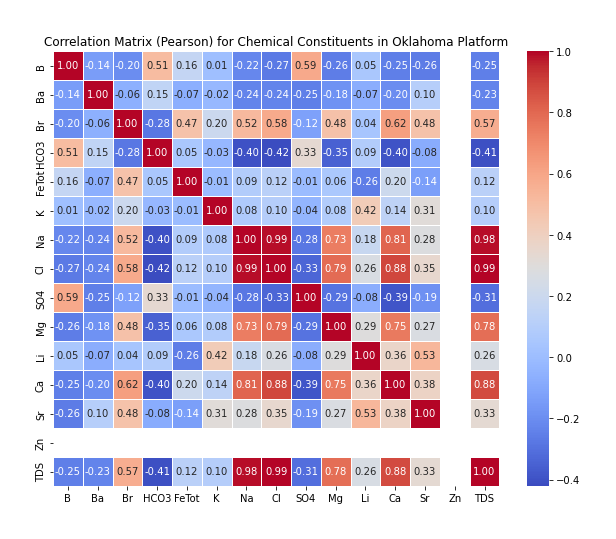 Correlation Matrix (Pearson) for Chemical Constituents in Oklahoma Platform
B 1.00 -0.14 -0.20 0.51 0.16 0.01 -0.22 -0.27 0.59 -0.26 0.05 -0.25 -0.26 -0.25
Ba -0.14 1.00 -0.06 0.15 -0.07 -0.02 -0.24 -0.24 -0.25 -0.18 -0.07 -0.20 0.10 -0.23
Br -0.20 -0.06 1.00 -0.28 0.47 0.20 0.52 0.58 -0.12 0.48 0.04 0.62 0.48 0.57
HCO3 0.51 0.15 -0.28 1.00 0.05 -0.03 -0.40 -0.42 0.33 -0.35 0.09 -0.40 -0.08 -0.41
FeTot 0.16 -0.07 0.47 0.05 1.00 -0.01 0.09 0.12 -0.01 0.06 -0.26 0.20 -0.14 0.12
K 0.01 -0.02 0.20 -0.03 -0.01 1.00 0.08 0.10 -0.04 0.08 0.42 0.14 0.31 0.10
Na -0.22 -0.24 0.52 -0.40 0.09 0.08 1.00 0.99 -0.28 0.73 0.18 0.81 0.28 0.98
Cl -0.27 -0.24 0.58 -0.42 0.12 0.10 0.99 1.00 -0.33 0.79 0.26 0.88 0.35 0.99
SO4 0.59 -0.25 -0.12 0.33 -0.01 -0.04 -0.28 -0.33 1.00 -0.29 -0.08 -0.39 -0.19 -0.31
Mg -0.26 -0.18 0.48 -0.35 0.06 0.08 0.73 0.79 -0.29 1.00 0.29 0.75 0.27 0.78
Li 0.05 -0.07 0.04 0.09 -0.26 0.42 0.18 0.26 -0.08 0.29 1.00 0.36 0.53 0.26
Ca -0.25 -0.20 0.62 -0.40 0.20 0.14 0.81 0.88 -0.39 0.75 0.36 1.00 0.38 0.88
Sr -0.26 0.10 0.48 -0.08 -0.14 0.31 0.28 0.35 -0.19 0.27 0.53 0.38 1.00 0.33
Zn
TDS -0.25 -0.23 0.57 -0.41 0.12 0.10 0.98 0.99 -0.31 0.78 0.26 0.88 0.33 1.00
B Ba Br HCO3 FeTot K Na Cl SO4 Mg Li Ca Sr Zn TDS
1.0
0.8
0.6
0.4
0.2
0.0
−0.2
−0.4